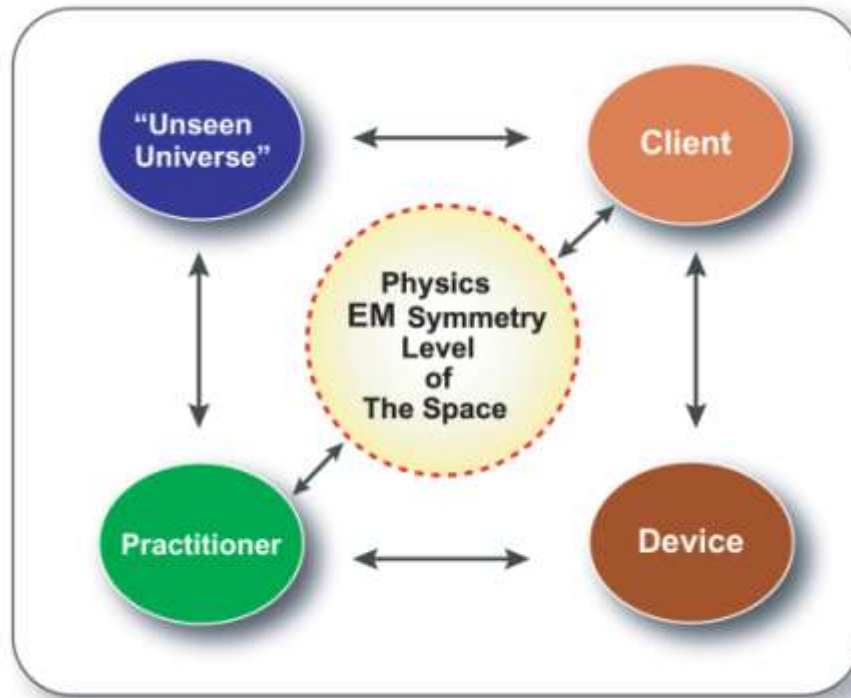 “Unseen
Universe”
Client
Physics
EM Symmetry
Level
of
The Space
Practitioner
Device